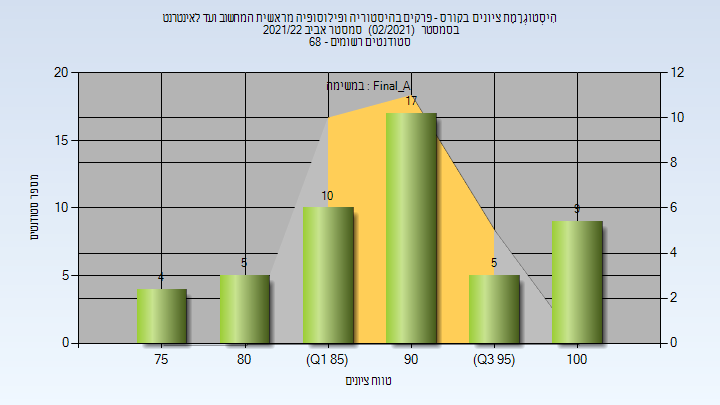 היסטוגרמת ציונים בקורס - פרקים בהיסטוריה ופילוסופיה מראשית המחשוב ועד לאינטרנט
בסמסטר (02/2021) סמסטר אביב 2021/22
סטודנטים רשומים - 68
במשימה : Final_A
20
15
10
5
0
12
10
8
6
4
2
0
4
5
10
17
5
9
מספר סטודנטים
75
80
(Q1 85)
90
(Q3 95)
100
טווח ציונים